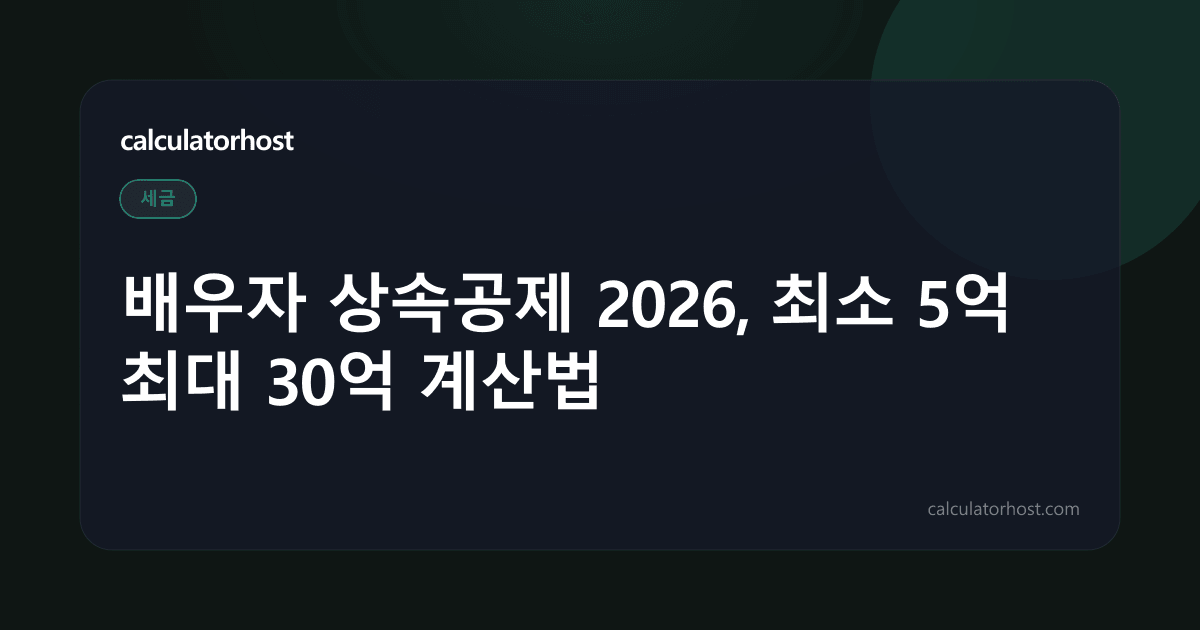 calculatorhost
세금
배우자 상속공제 2026, 최소 5억
최대 30억 계산법
calculatorhost.com